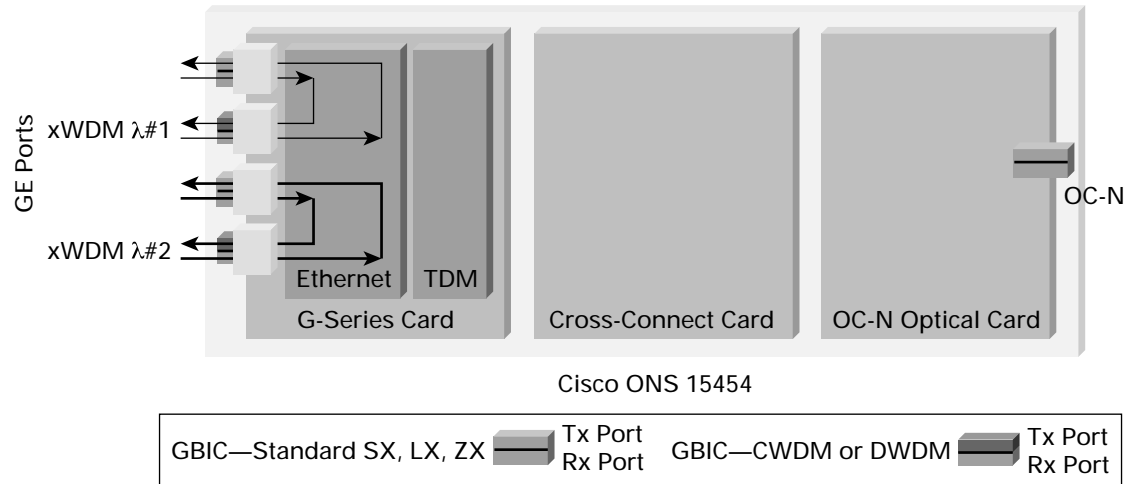 GE Ports
xWDM λ#1
xWDM λ#2
Ethernet
TDM
G-Series Card
Cross-Connect Card
OC-N Optical Card
OC-N
Cisco ONS 15454
GBIC—Standard SX, LX, ZX
Tx Port
Rx Port
GBIC—CWDM or DWDM
Tx Port
Rx Port